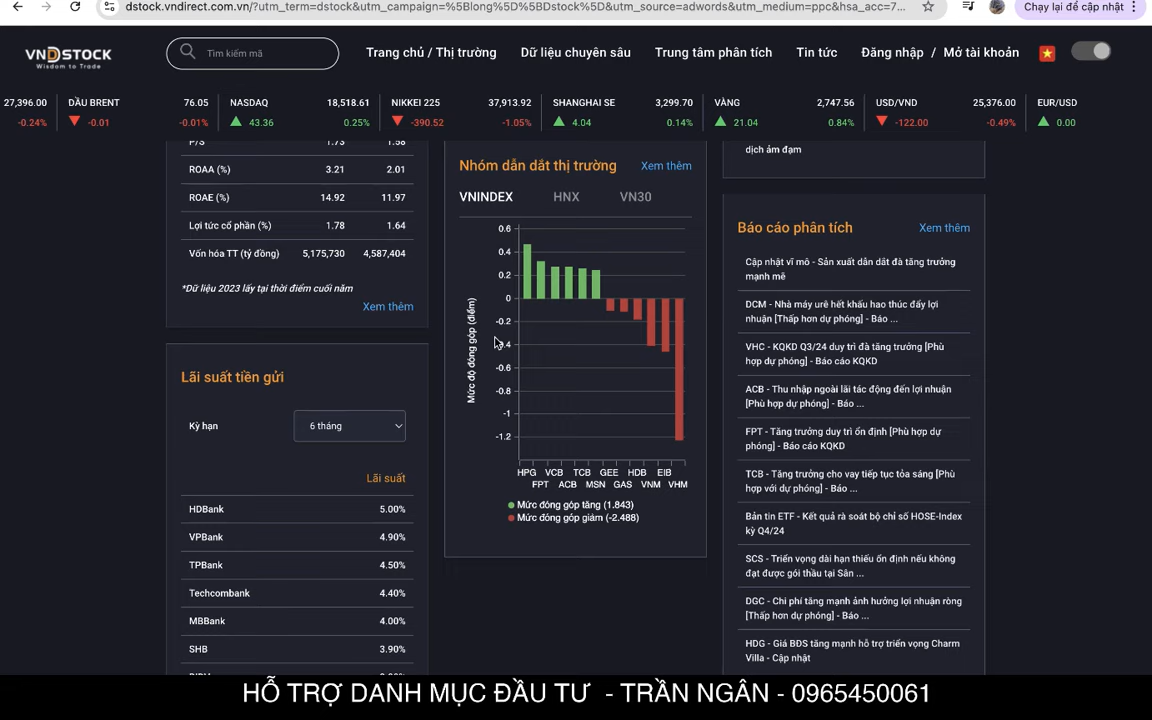 dstock.vndirect.com.vn/?utm_term=dstock&utm_campaign=%5Blong%5D%5BDstock%5D&utm_source=adwords&utm_medium=ppc&hsa_acc=7...
Chạy lại để cập nhật
VNDSTOCK
Wisdom to Trade
Tìm kiếm mã
Trang chủ / Thị trường
Dữ liệu chuyên sâu
Trung tâm phân tích
Tin tức
Đăng nhập / Mở tài khoản
27,396.00
-0.24%
DẦU BRENT 76.05
-0.01 -0.01%
NASDAQ 18,518.61
43.36 0.25%
NIKKEI 225 37,913.92
-390.52 -1.05%
SHANGHAI SE 3,299.70
4.04 0.14%
VÀNG 2,747.56
21.04 0.84%
USD/VND 25,376.00
-122.00 -0.49%
EUR/USD
0.00
P/S 1.73 1.58
ROAA (%) 3.21 2.01
ROAE (%) 14.92 11.97
Lợi tức cổ phần (%) 1.78 1.64
Vốn hóa TT (tỷ đồng) 5,175,730 4,587,404
*Dữ liệu 2023 lấy tại thời điểm cuối năm
Xem thêm
Lãi suất tiền gửi
Kỳ hạn 6 tháng
Lãi suất
HDBank 5.00%
VPBank 4.90%
TPBank 4.50%
Techcombank 4.40%
MBBank 4.00%
SHB 3.90%
Nhóm dẫn dắt thị trường Xem thêm
VNINDEX HNX VN30
Mức độ đóng góp (điểm)
0.6
0.4
0.2
0
-0.2
-0.4
-0.6
-0.8
-1
-1.2
HPG VCB TCB GEE HDB EIB
FPT ACB MSN GAS VNM VHM
Mức đóng góp tăng (1.843)
Mức đóng góp giảm (-2.488)
dịch ảm đạm
Báo cáo phân tích Xem thêm
Cập nhật vĩ mô - Sản xuất dẫn dắt đà tăng trưởng
mạnh mẽ
DCM - Nhà máy urê hết khấu hao thúc đẩy lợi
nhuận [Thấp hơn dự phóng] - Báo ...
VHC - KQKD Q3/24 duy trì đà tăng trưởng [Phù
hợp dự phóng] - Báo cáo KQKD
ACB - Thu nhập ngoài lãi tác động đến lợi nhuận
[Phù hợp dự phóng] - Báo ...
FPT - Tăng trưởng duy trì ổn định [Phù hợp dự
phóng] - Báo cáo KQKD
TCB - Tăng trưởng cho vay tiếp tục tỏa sáng [Phù
hợp với dự phóng] - Báo ...
Bản tin ETF - Kết quả rà soát bộ chỉ số HOSE-Index
kỳ Q4/24
SCS - Triển vọng dài hạn thiếu ổn định nếu không
đạt được gói thầu tại Sân ...
DGC - Chi phí tăng mạnh ảnh hưởng lợi nhuận ròng
[Thấp hơn dự phóng] - Báo ...
HDG - Giá BĐS tăng mạnh hỗ trợ triển vọng Charm
Villa - Cập nhật
HỖ TRỢ DANH MỤC ĐẦU TƯ - TRẦN NGÂN - 0965450061